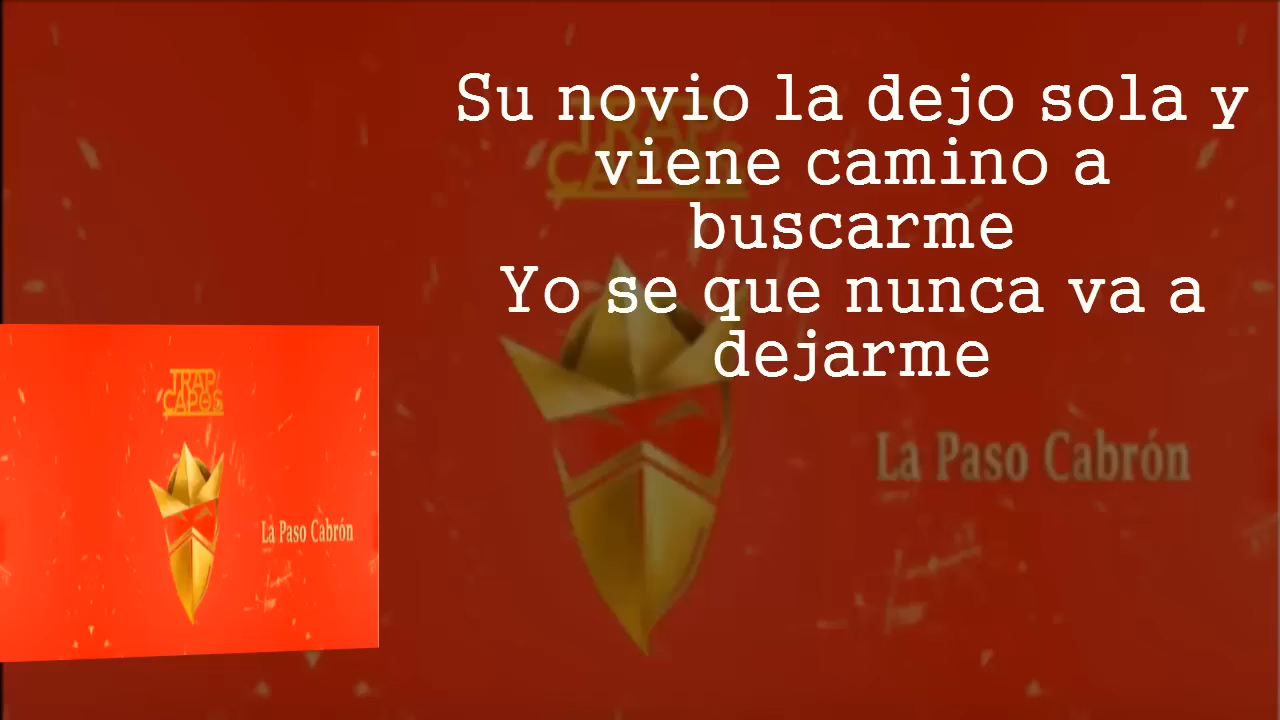 Su novio la dejo sola y
viene camino a
buscarme
Yo se que nunca va a
dejarme
TRAP
CAPOS
La Paso Cabrón
TRAP
CAPOS
La Paso Cabrón